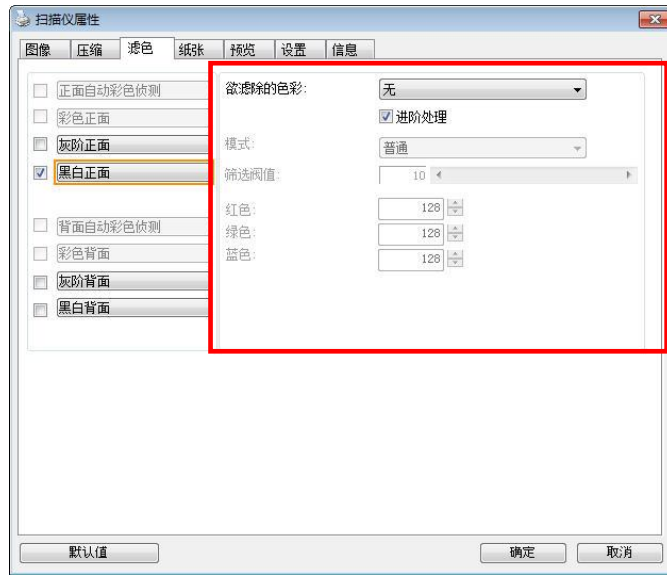 扫描仪属性
图像 压缩 滤色 纸张 预览 设置 信息
正面自动彩色侦测
彩色正面
灰阶正面
黑白正面
背面自动彩色侦测
彩色背面
灰阶背面
黑白背面
欲滤除的色彩: 无
进阶处理
模式: 普通
筛选阀值: 10
红色: 128
绿色: 128
蓝色: 128
默认值 确定 取消